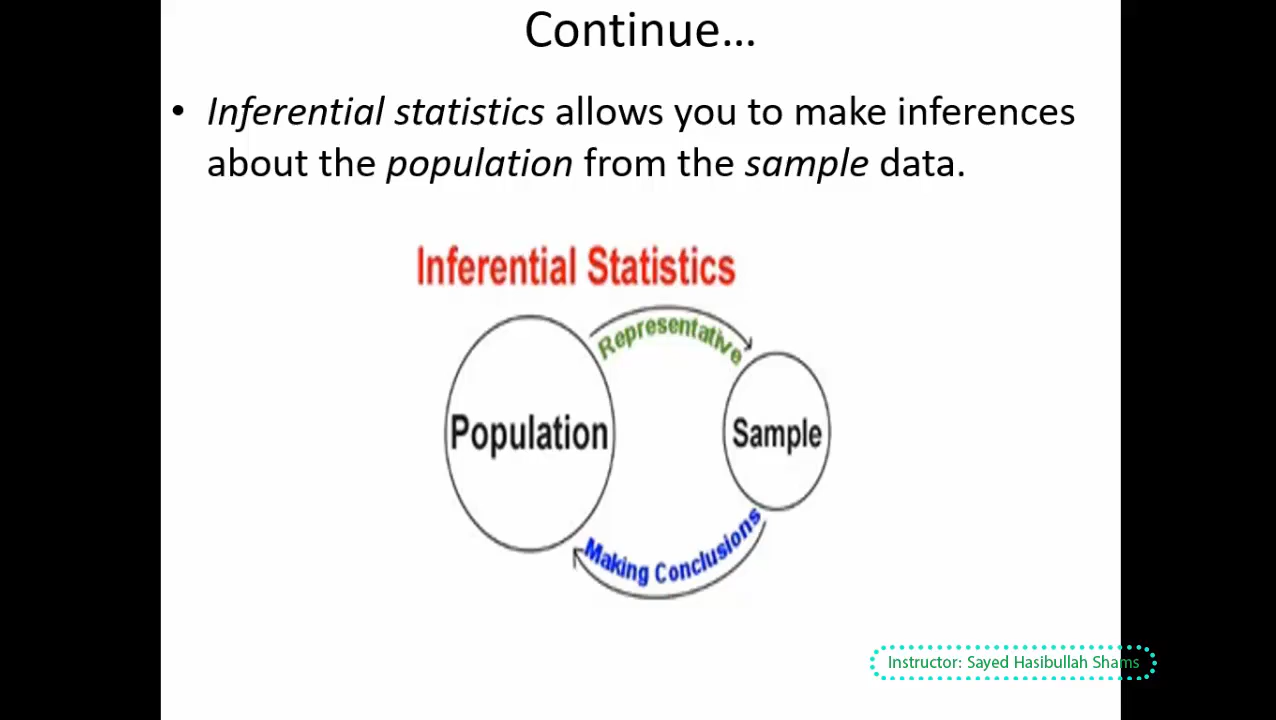 Continue...
• Inferential statistics allows you to make inferences
about the population from the sample data.
Inferential Statistics
Representative
Population
Sample
Making Conclusions
Instructor: Sayed Hasibullah Shams